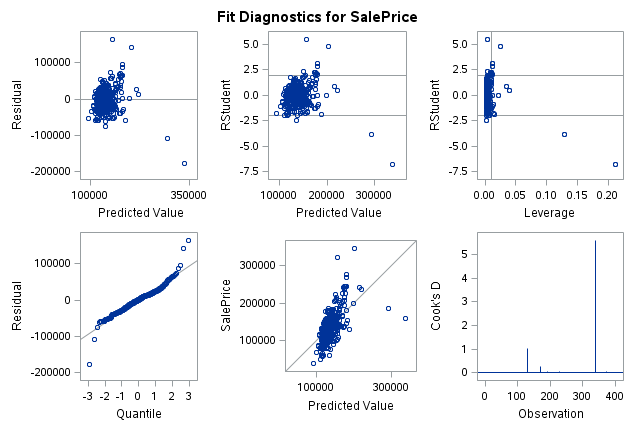 Fit Diagnostics for SalePrice
Residual
100000
0
-100000
-200000
100000
350000
Predicted Value
RStudent
5.0
2.5
0.0
-2.5
-5.0
-7.5
100000
200000
300000
Predicted Value
RStudent
5.0
2.5
0.0
-2.5
-5.0
-7.5
0.00
0.05
0.10
0.15
0.20
Leverage
Residual
100000
0
-100000
-200000
-3 -2 -1 0 1 2 3
Quantile
SalePrice
300000
200000
100000
100000
300000
Predicted Value
Cook's D
5
4
3
2
1
0
0 100 200 300 400
Observation